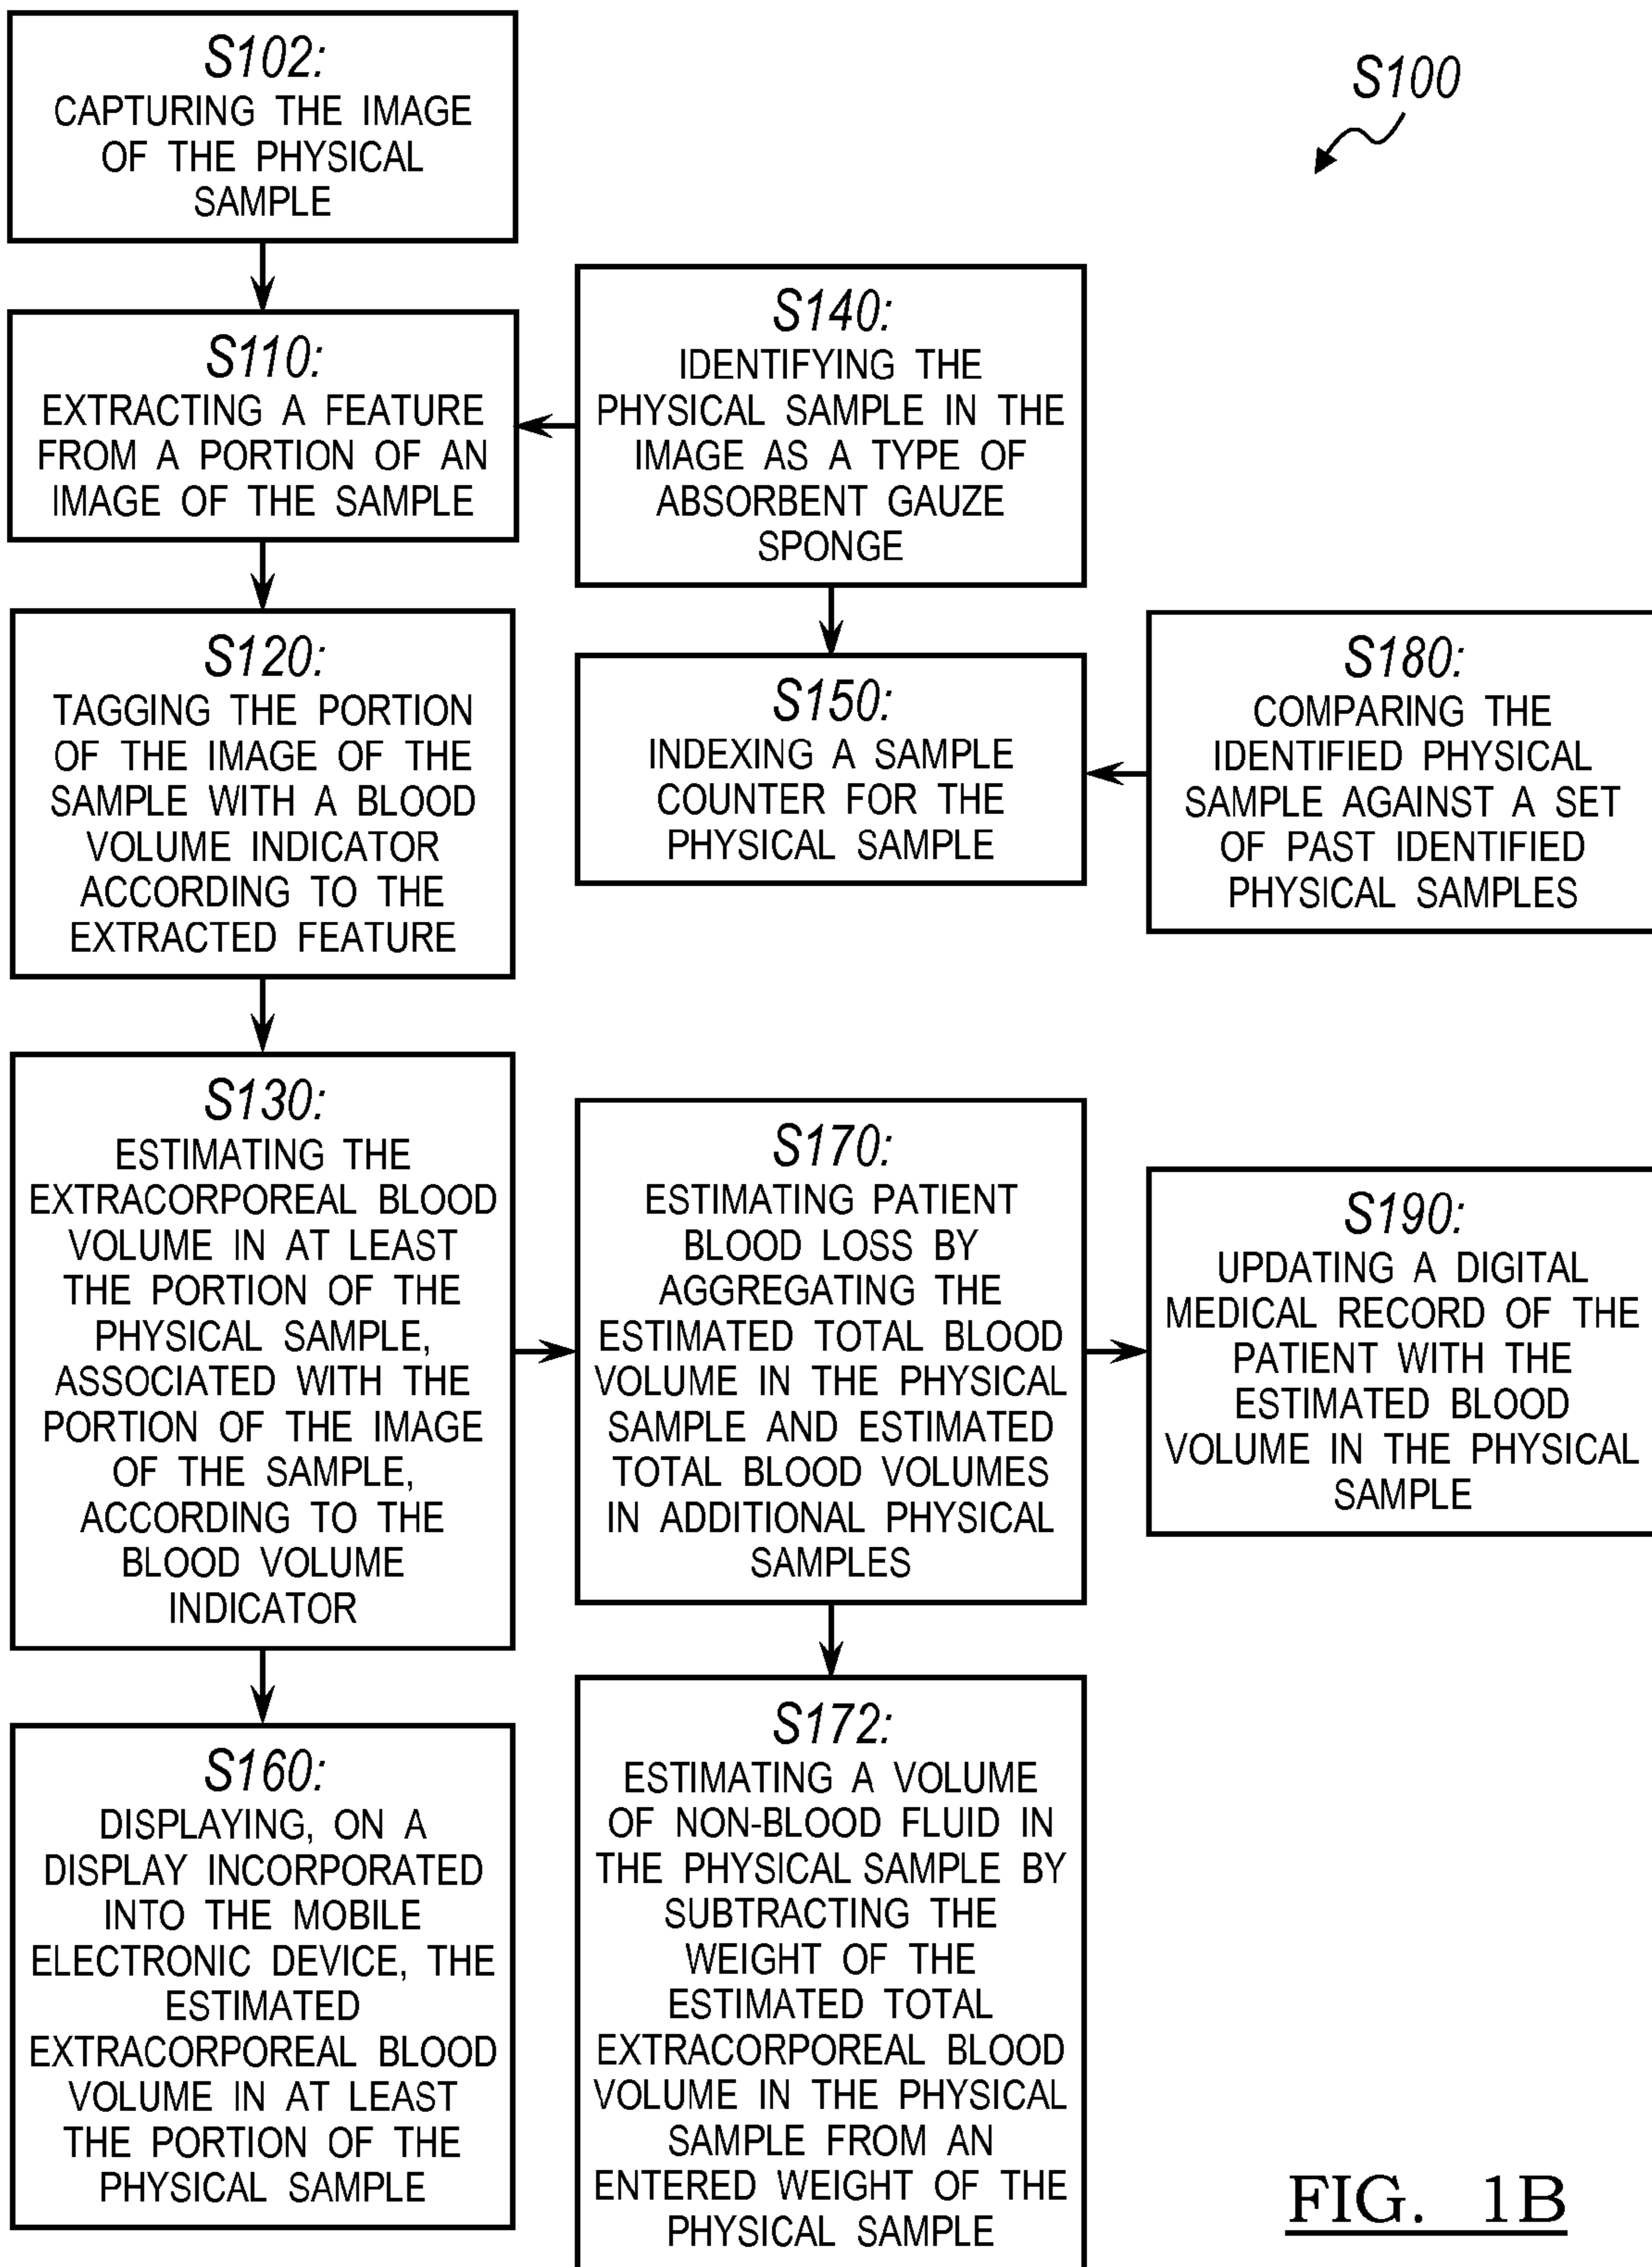 S102:
CAPTURING THE IMAGE
OF THE PHYSICAL
SAMPLE
S100
S110:
EXTRACTING A FEATURE
FROM A PORTION OF AN
IMAGE OF THE SAMPLE
S140:
IDENTIFYING THE
PHYSICAL SAMPLE IN THE
IMAGE AS A TYPE OF
ABSORBENT GAUZE
SPONGE
S120:
TAGGING THE PORTION
OF THE IMAGE OF THE
SAMPLE WITH A BLOOD
VOLUME INDICATOR
ACCORDING TO THE
EXTRACTED FEATURE
S150:
INDEXING A SAMPLE
COUNTER FOR THE
PHYSICAL SAMPLE
S180:
COMPARING THE
IDENTIFIED PHYSICAL
SAMPLE AGAINST A SET
OF PAST IDENTIFIED
PHYSICAL SAMPLES
S130:
ESTIMATING THE
EXTRACORPOREAL BLOOD
VOLUME IN AT LEAST
THE PORTION OF THE
PHYSICAL SAMPLE,
ASSOCIATED WITH THE
PORTION OF THE IMAGE
OF THE SAMPLE,
ACCORDING TO THE
BLOOD VOLUME
INDICATOR
S170:
ESTIMATING PATIENT
BLOOD LOSS BY
AGGREGATING THE
ESTIMATED TOTAL BLOOD
VOLUME IN THE PHYSICAL
SAMPLE AND ESTIMATED
TOTAL BLOOD VOLUMES
IN ADDITIONAL PHYSICAL
SAMPLES
S190:
UPDATING A DIGITAL
MEDICAL RECORD OF THE
PATIENT WITH THE
ESTIMATED BLOOD
VOLUME IN THE PHYSICAL
SAMPLE
S160:
DISPLAYING, ON A
DISPLAY INCORPORATED
INTO THE MOBILE
ELECTRONIC DEVICE, THE
ESTIMATED
EXTRACORPOREAL BLOOD
VOLUME IN AT LEAST
THE PORTION OF THE
PHYSICAL SAMPLE
S172:
ESTIMATING A VOLUME
OF NON-BLOOD FLUID IN
THE PHYSICAL SAMPLE BY
SUBTRACTING THE
WEIGHT OF THE
ESTIMATED TOTAL
EXTRACORPOREAL BLOOD
VOLUME IN THE PHYSICAL
SAMPLE FROM AN
ENTERED WEIGHT OF THE
PHYSICAL SAMPLE
FIG. 1B